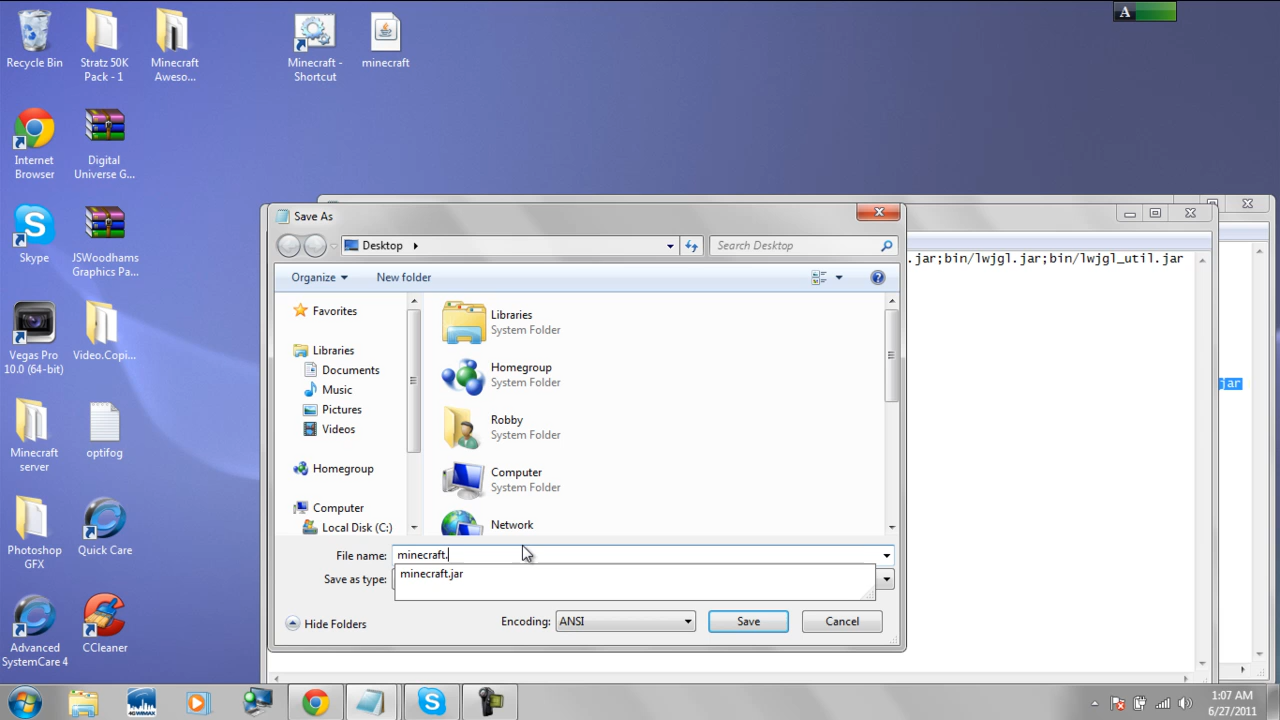 A
Recycle Bin
Stratz 50K
Pack - 1
Minecraft
Aweso...
Minecraft -
Shortcut
minecraft
Internet
Browser
Digital
Universe G...
Skype
JSWoodhams
Graphics Pa...
Vegas Pro
10.0 (64-bit)
Video.Copi...
Minecraft
server
optifog
Photoshop
GFX
Quick Care
Advanced
SystemCare 4
CCleaner
Save As
Desktop
Search Desktop
Organize
New folder
Favorites
Libraries
Documents
Music
Pictures
Videos
Homegroup
Computer
Local Disk (C:)
Libraries
System Folder
Homegroup
System Folder
Robby
System Folder
Computer
System Folder
Network
File name: minecraft.
minecraft.jar
Save as type:
Hide Folders
Encoding: ANSI
Save
Cancel
.jar;bin/lwjgl.jar;bin/lwjgl_util.jar
jar
4GWIMAX
1:07 AM
6/27/2011